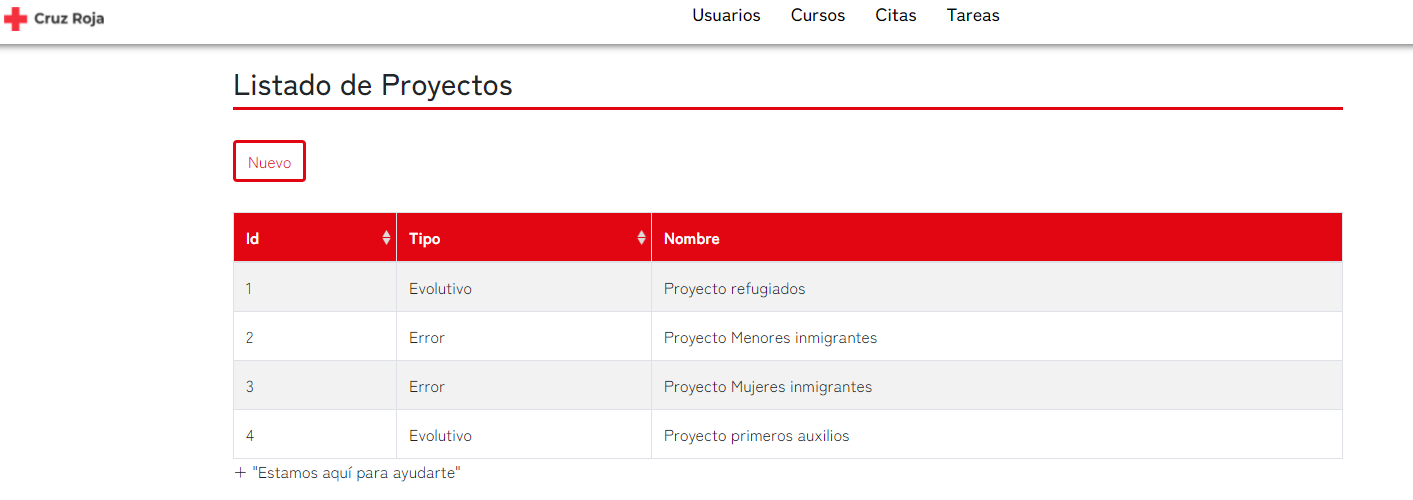 Cruz Roja Usuarios Cursos Citas Tareas
Listado de Proyectos
Nuevo
Id Tipo Nombre
1 Evolutivo Proyecto refugiados
2 Error Proyecto Menores inmigrantes
3 Error Proyecto Mujeres inmigrantes
4 Evolutivo Proyecto primeros auxilios
+ "Estamos aquí para ayudarte"